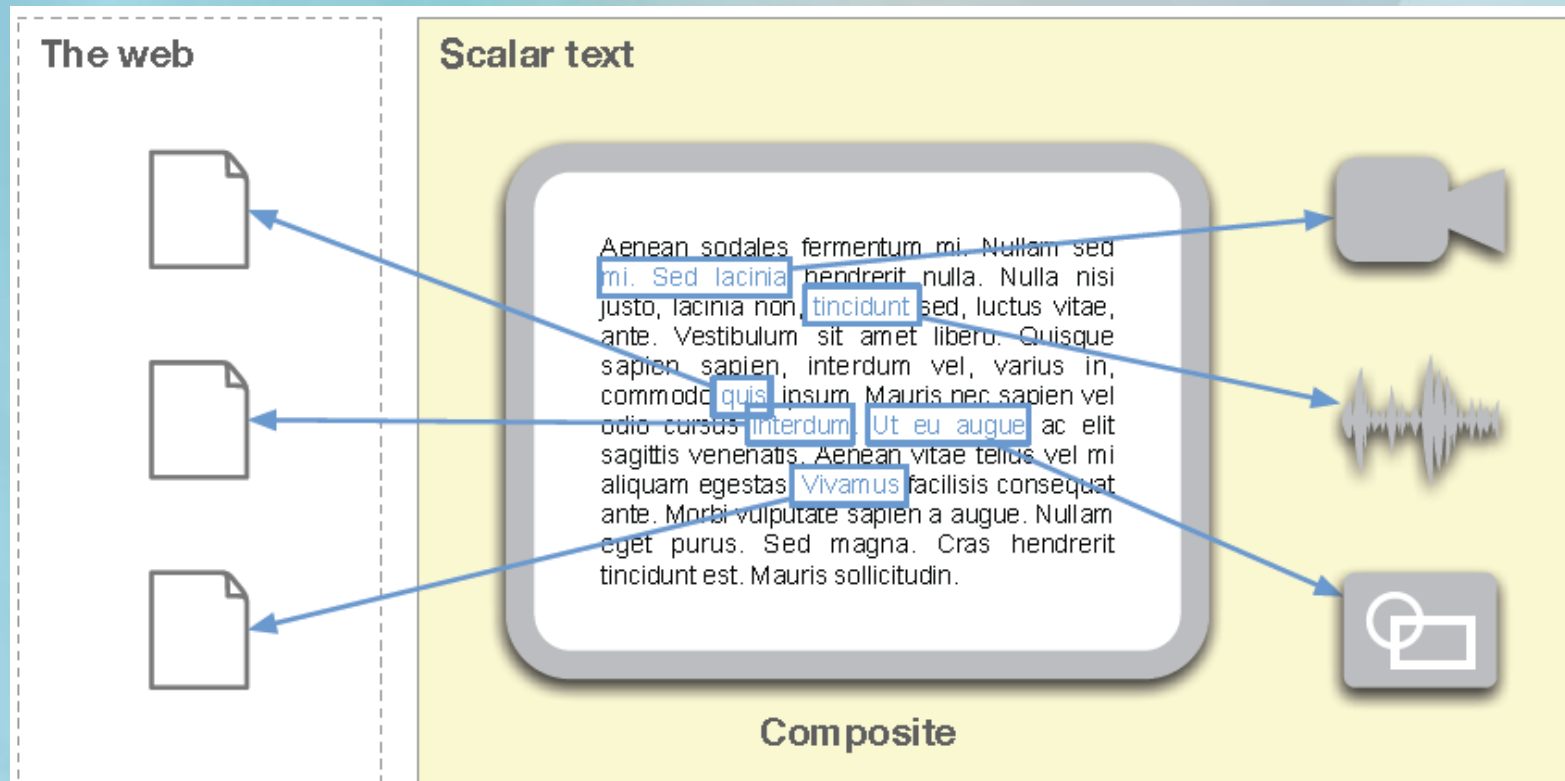 The web
Scalar text
Aenean sodales fermentum mi. Nullam sed
mi. Sed lacinia hendrerit nulla. Nulla nisi
justo, lacinia non, tincidunt sed, luctus vitae,
ante. Vestibulum sit amet libero. Quisque
sapien sapien, interdum vel, varius in,
commodo quis ipsum. Mauris nec sapien vel
odio cursus interdum. Ut eu augue ac elit
sagittis venenatis. Aenean vitae tellus vel mi
aliquam egestas. Vivamus facilisis consequat
ante. Morbi vulputate sapien a augue. Nullam
eget purus. Sed magna. Cras hendrerit
tincidunt est. Mauris sollicitudin.
Composite